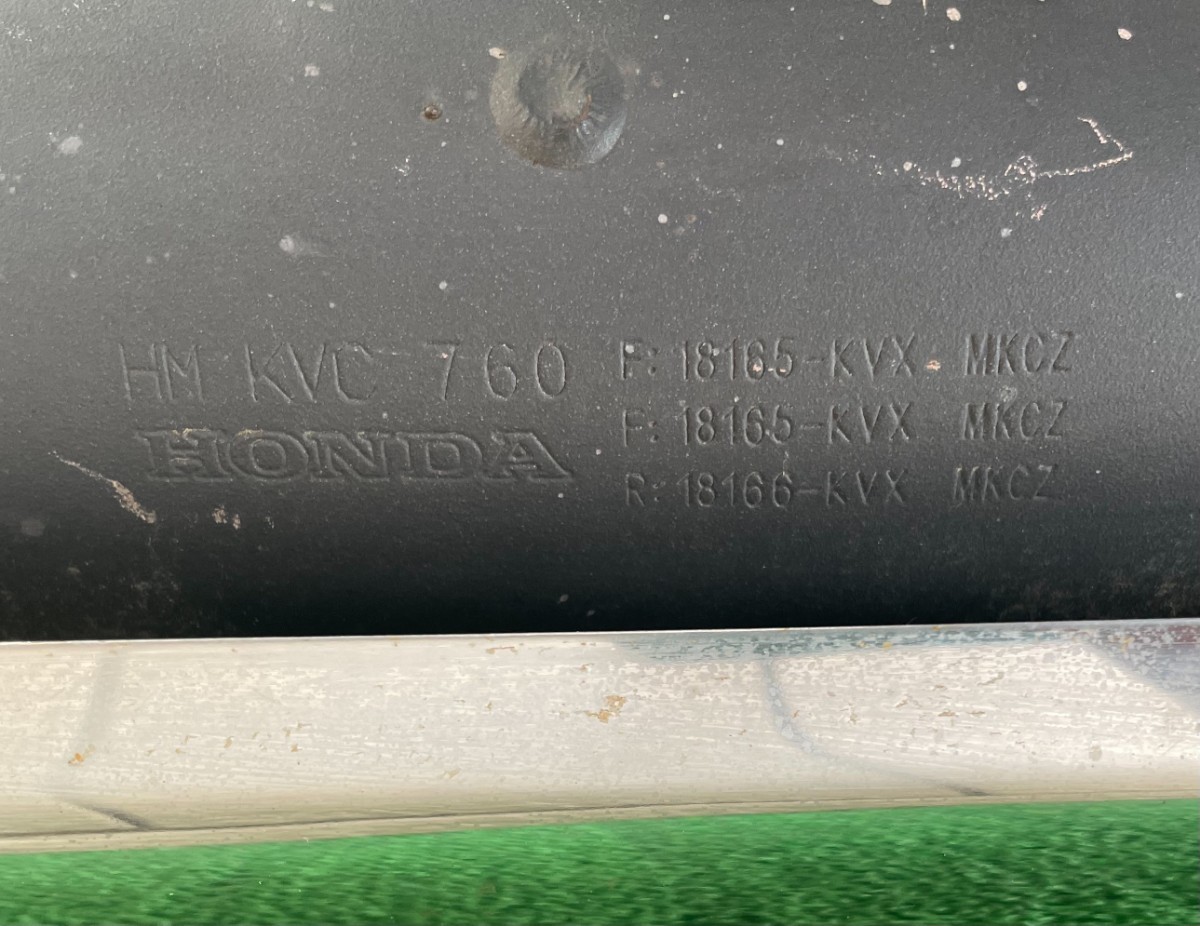 HM KVC 760
HONDA
F: 18165-KVX MKCZ
F: 18165-KVX MKCZ
R: 18166-KVX MKCZ